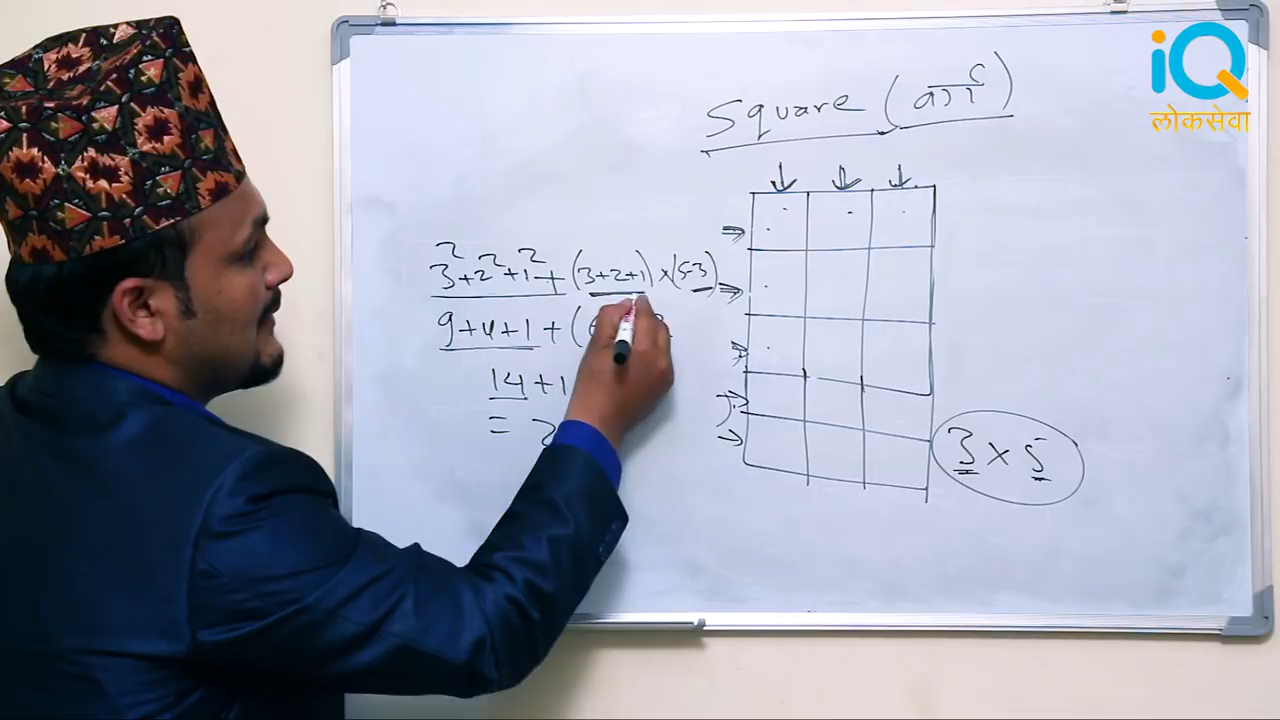 Square (वर्ग)
iQ
लोकसेवा
3²+2²+1²+(3+2+1)×(5-3)
9+4+1+(
14+1
=2
3×5